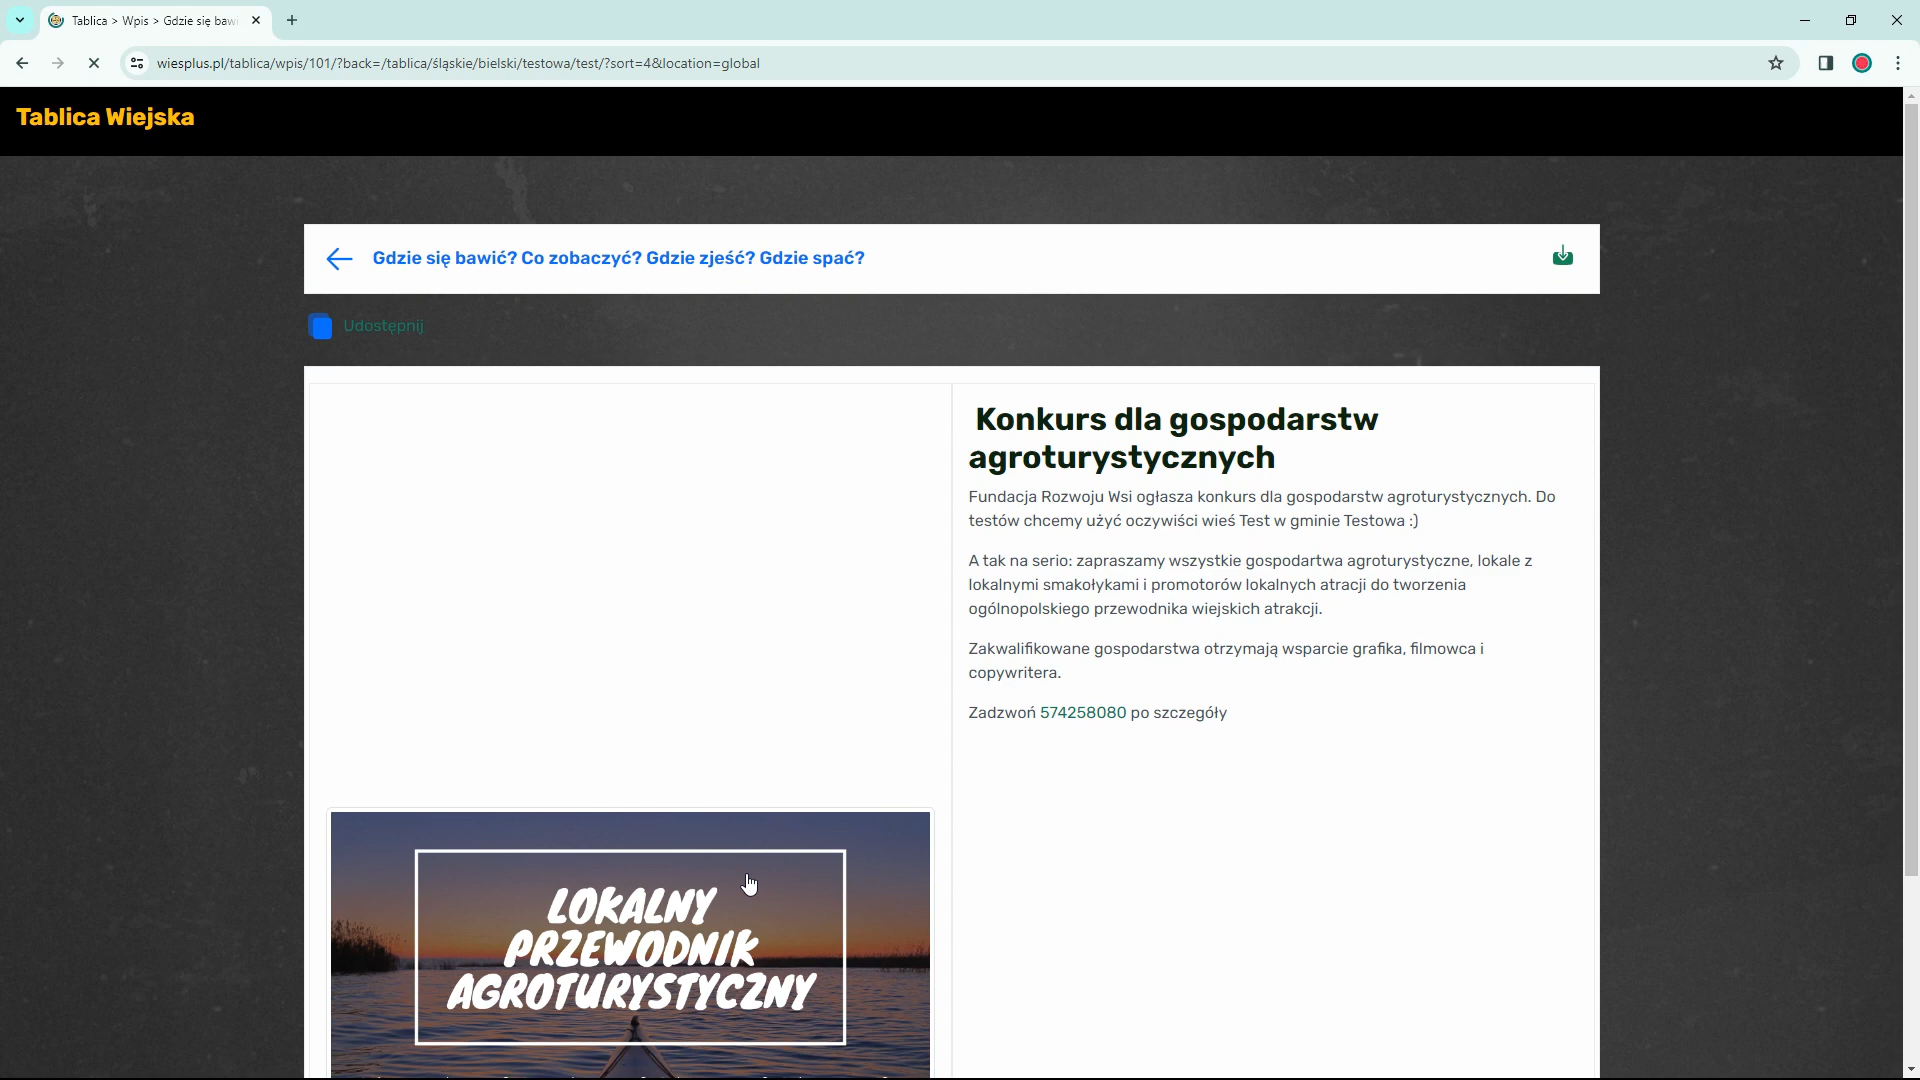 Tablica > Wpis > Gdzie się baw
wiesplus.pl/tablica/wpis/101/?back=/tablica/śląskie/bielski/testowa/test/?sort=4&location=global
Tablica Wiejska
Gdzie się bawić? Co zobaczyć? Gdzie zjeść? Gdzie spać?
Udostępnij
Konkurs dla gospodarstw
agroturystycznych
Fundacja Rozwoju Wsi ogłasza konkurs dla gospodarstw agroturystycznych. Do
testów chcemy użyć oczywiści wieś Test w gminie Testowa :)
A tak na serio: zapraszamy wszystkie gospodartwa agroturystyczne, lokale z
lokalnymi smakołykami i promotorów lokalnych atracji do tworzenia
ogólnopolskiego przewodnika wiejskich atrakcji.
Zakwalifikowane gospodarstwa otrzymają wsparcie grafika, filmowca i
copywritera.
Zadzwoń 574258080 po szczegóły
LOKALNY
PRZEWODNIK
AGROTURYSTYCZNY